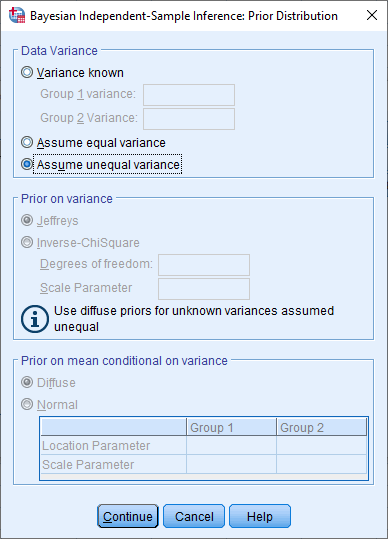 Bayesian Independent-Sample Inference: Prior Distribution
Data Variance
Variance known
Group 1 variance:
Group 2 Variance:
Assume equal variance
Assume unequal variance
Prior on variance
Jeffreys
Inverse-ChiSquare
Degrees of freedom:
Scale Parameter
Use diffuse priors for unknown variances assumed
unequal
Prior on mean conditional on variance
Diffuse
Normal
Group 1 Group 2
Location Parameter
Scale Parameter
Continue Cancel Help